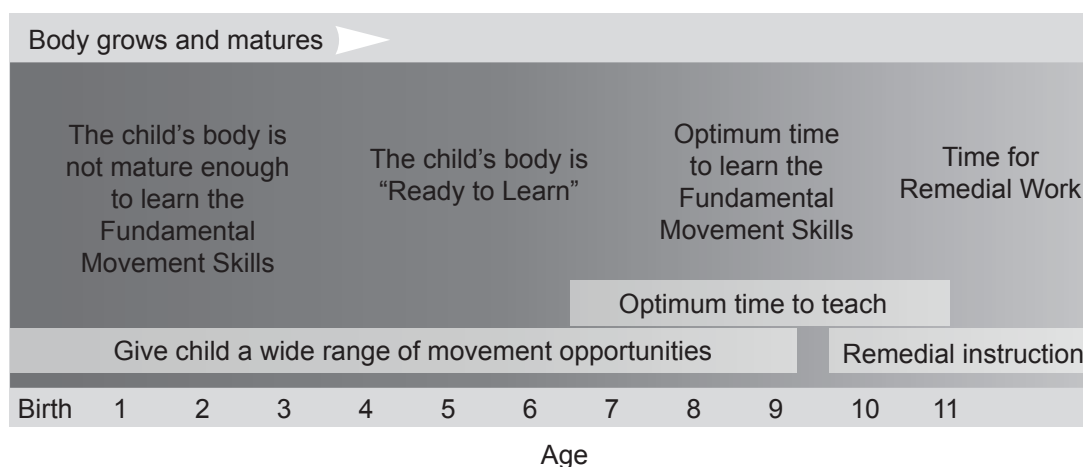 Body grows and matures
The child’s body is
not mature enough
to learn the
Fundamental
Movement Skills
The child’s body is
“Ready to Learn”
Optimum time
to learn the
Fundamental
Movement Skills
Time for
Remedial Work
Optimum time to teach
Give child a wide range of movement opportunities
Remedial instruction
Birth 1 2 3 4 5 6 7 8 9 10 11
Age